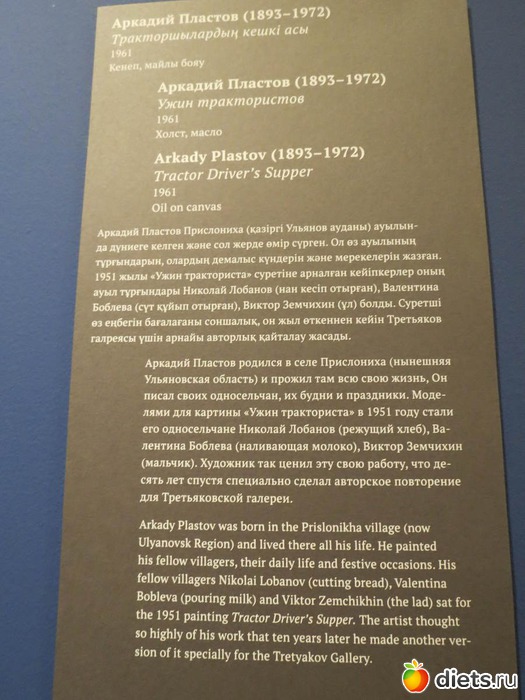 Аркадий Пластов (1893–1972)
Тракторшылардың кешкі асы
1961
Кенеп, майлы бояу
Аркадий Пластов (1893–1972)
Ужин трактористов
1961
Холст, масло
Arkady Plastov (1893–1972)
Tractor Driver's Supper
1961
Oil on canvas
Аркадий Пластов Прислониха (қазіргі Ульянов ауданы) ауылын-
да дүниеге келген және сол жерде өмір сүрген. Ол өз ауылының
тұрғындарын, олардың демалыс күндерін және мерекелерін жазған.
1951 жылы «Ужин тракториста» суретіне арналған кейіпкерлер оның
ауыл тұрғындары Николай Лобанов (нан кесіп отырған), Валентина
Боблева (сүт құйып отырған), Виктор Земчихин (ұл) болды. Суретші
өз еңбегін бағалағаны соншалық, он жыл өткеннен кейін Третьяков
галреясы үшін арнайы авторлық қайталау жасады.
Аркадий Пластов родился в селе Прислониха (нынешняя
Ульяновская область) и прожил там всю свою жизнь, Он
писал своих односельчан, их будни и праздники. Моде-
лями для картины «Ужин тракториста» в 1951 году стали
его односельчане Николай Лобанов (режущий хлеб), Ва-
лентина Боблева (наливающая молоко), Виктор Земчихин
(мальчик). Художник так ценил эту свою работу, что де-
сять лет спустя специально сделал авторское повторение
для Третьяковской галереи.
Arkady Plastov was born in the Prislonikha village (now
Ulyanovsk Region) and lived there all his life. He painted
his fellow villagers, their daily life and festive occasions. His
fellow villagers Nikolai Lobanov (cutting bread), Valentina
Bobleva (pouring milk) and Viktor Zemchikhin (the lad) sat for
the 1951 painting Tractor Driver's Supper. The artist thought
so highly of his work that ten years later he made another ver-
sion of it specially for the Tretyakov Gallery.
diets.ru